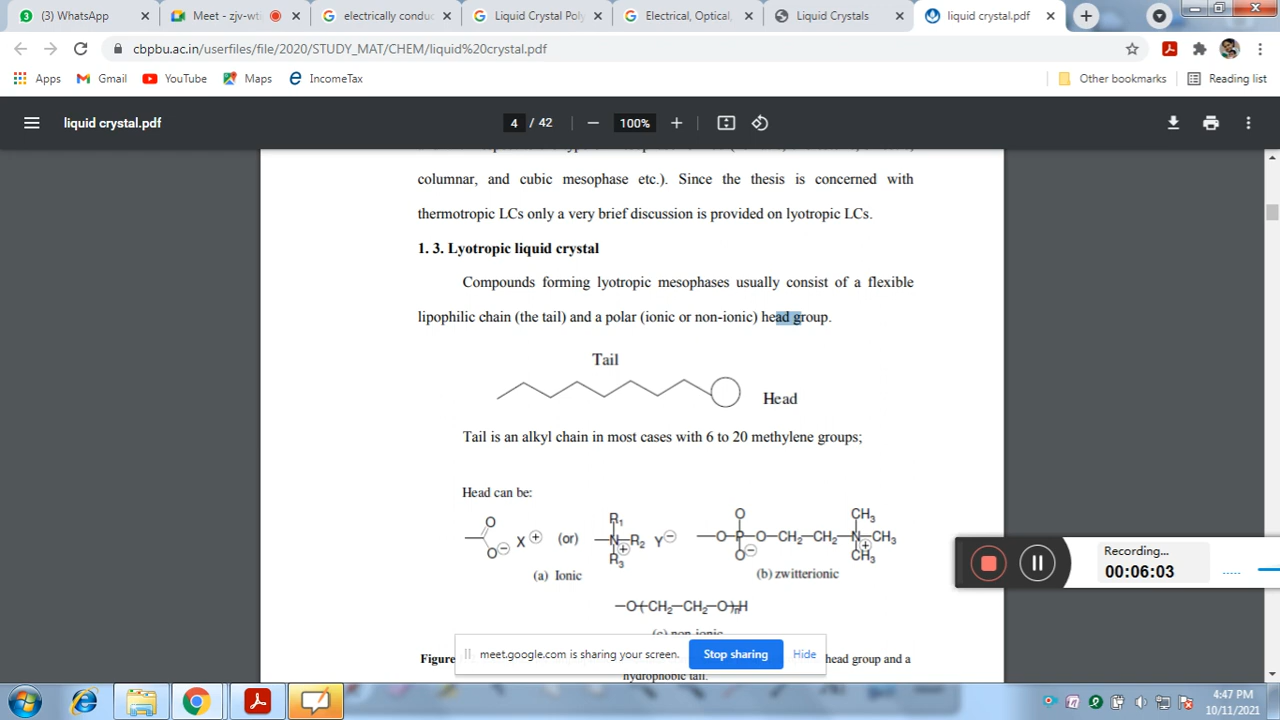 (3) WhatsApp
Meet - zjv-wti
electrically conduc
Liquid Crystal Poly
Electrical, Optical,
Liquid Crystals
liquid crystal.pdf
cbpbu.ac.in/userfiles/file/2020/STUDY_MAT/CHEM/liquid%20crystal.pdf
Apps Gmail YouTube Maps IncomeTax Other bookmarks Reading list
liquid crystal.pdf 4 / 42 100%
columnar, and cubic mesophase etc.). Since the thesis is concerned with
thermotropic LCs only a very brief discussion is provided on lyotropic LCs.
1. 3. Lyotropic liquid crystal
Compounds forming lyotropic mesophases usually consist of a flexible
lipophilic chain (the tail) and a polar (ionic or non-ionic) head group.
Tail
Head
Tail is an alkyl chain in most cases with 6 to 20 methylene groups;
Head can be:
O O⊖ X⊕ (or) R₁ N⊕ R₂ R₃ Y⊖
(a) Ionic
—O—P—O—CH₂—CH₂—N—CH₃ O O⊖ CH₃ ⊕ CH₃
(b) zwitterionic
—O(CH₂—CH₂—O)ₙH
(c) non ionic
Figure
head group and a
hydrophobic tail.
meet.google.com is sharing your screen. Stop sharing Hide
Recording...
00:06:03
4:47 PM
10/11/2021